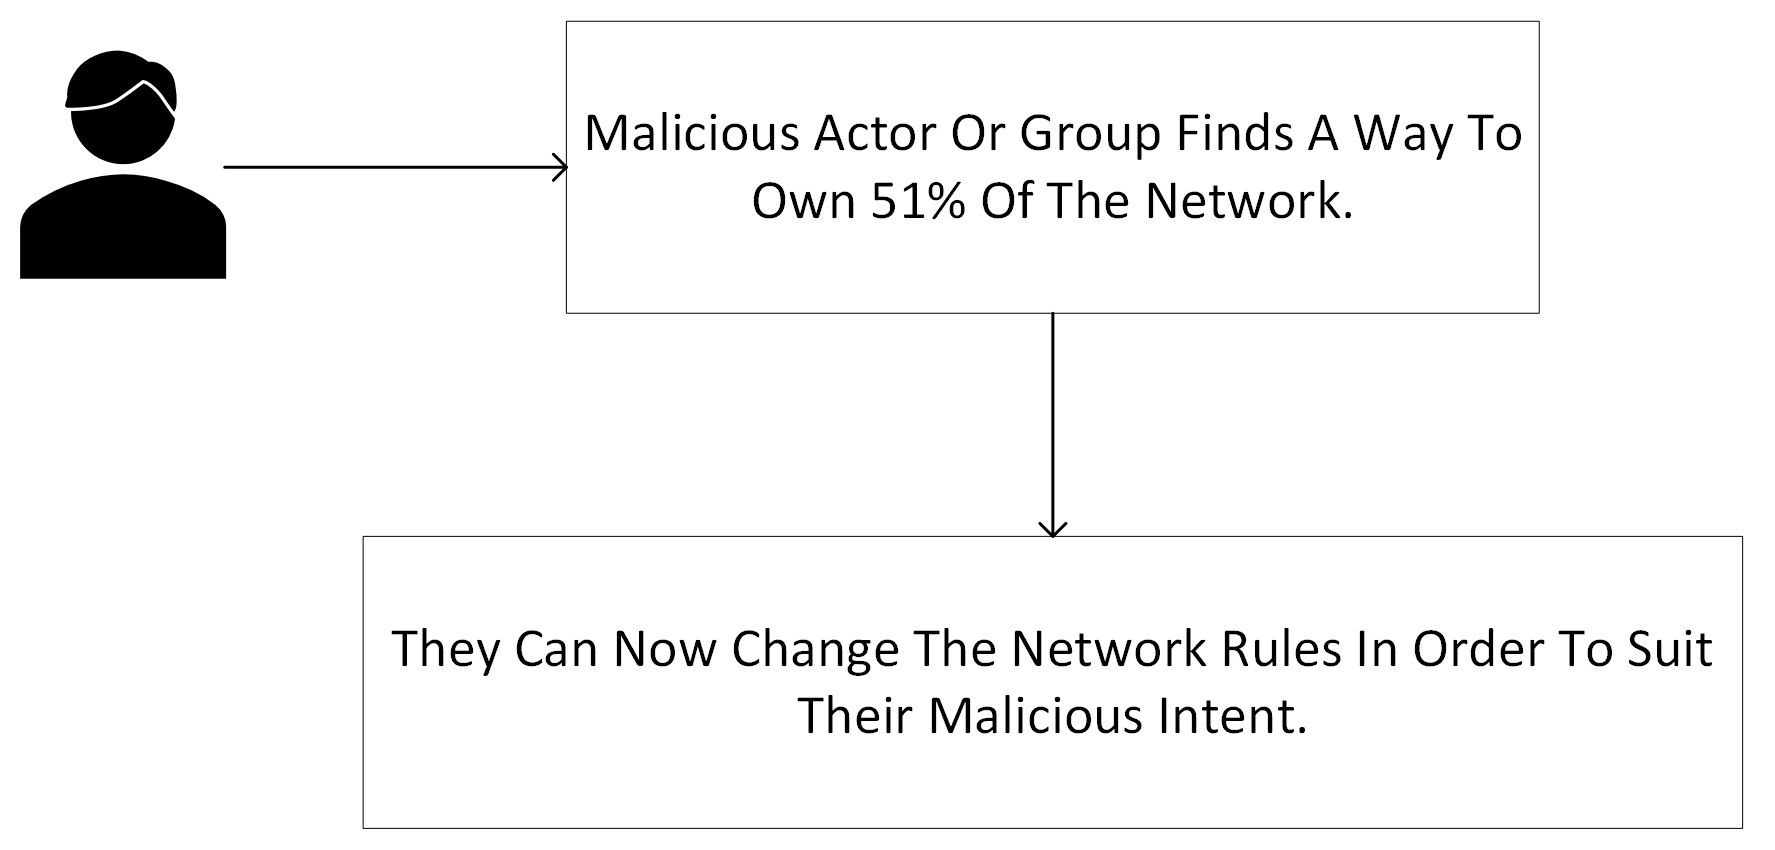 Malicious Actor Or Group Finds A Way To
Own 51% Of The Network.
They Can Now Change The Network Rules In Order To Suit
Their Malicious Intent.